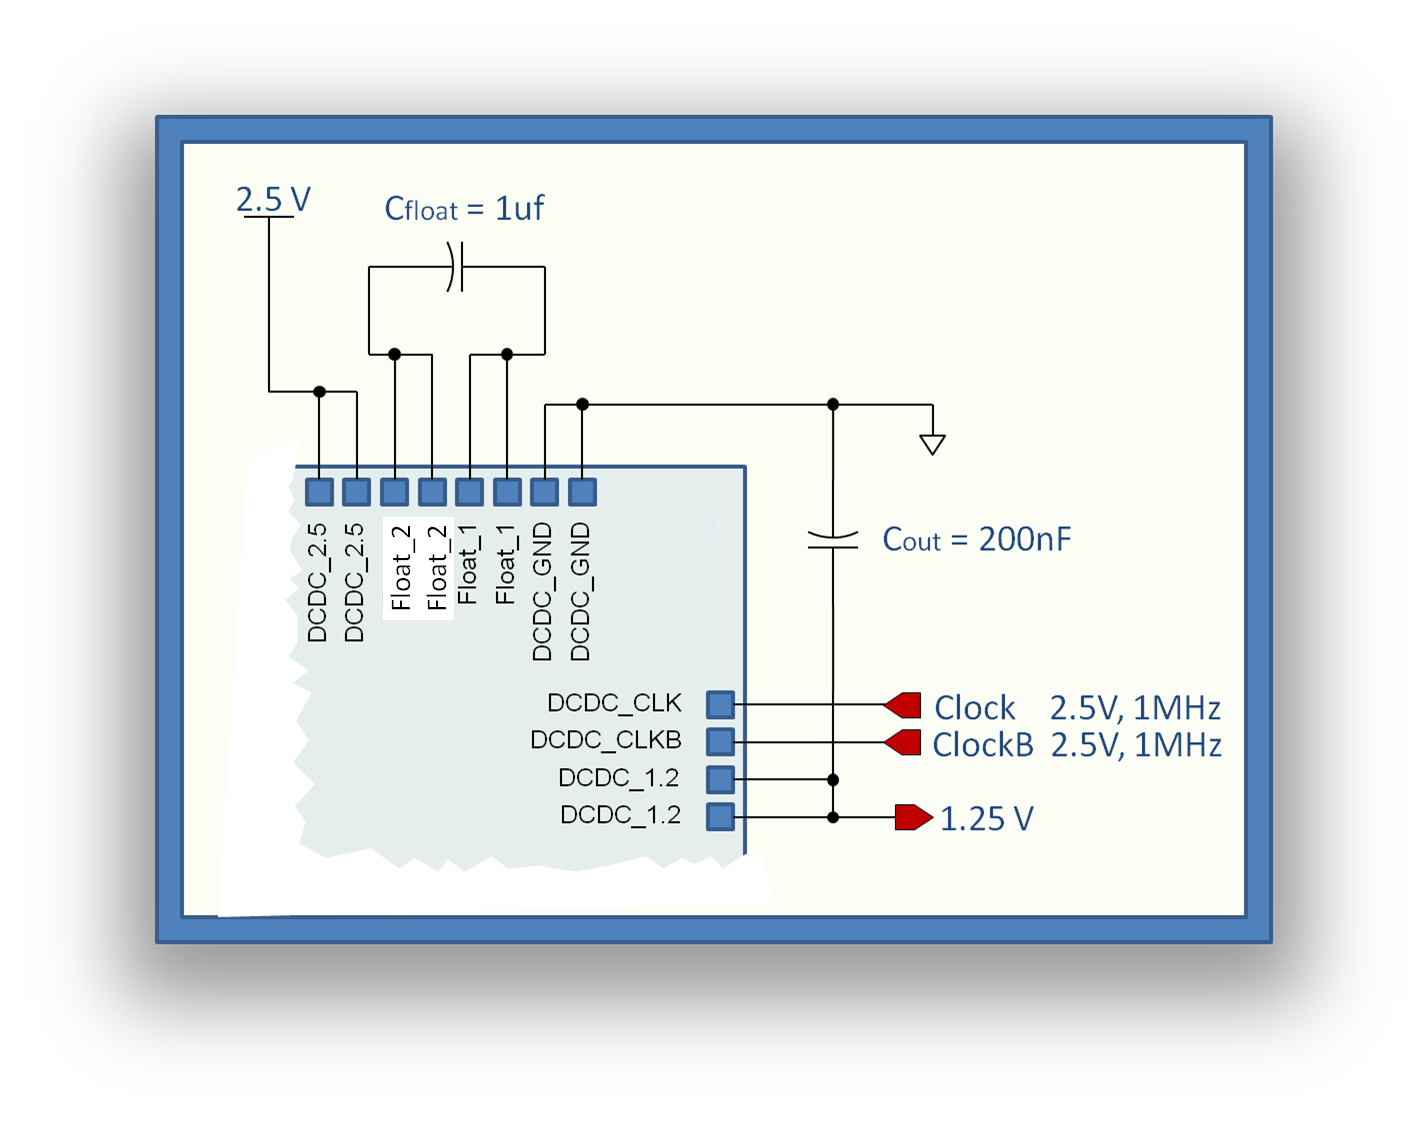 2.5 V
Cfloat = 1uf
Cout = 200nF
7
DCDC_2.5
DCDC_2.5
Float_2
Float_2
Float_1
Float_1
DCDC_GND
DCDC_GND
DCDC_CLK
Clock 2.5V, 1MHz
DCDC_CLKB
ClockB 2.5V, 1MHz
DCDC_1.2
DCDC_1.2
1.25 V